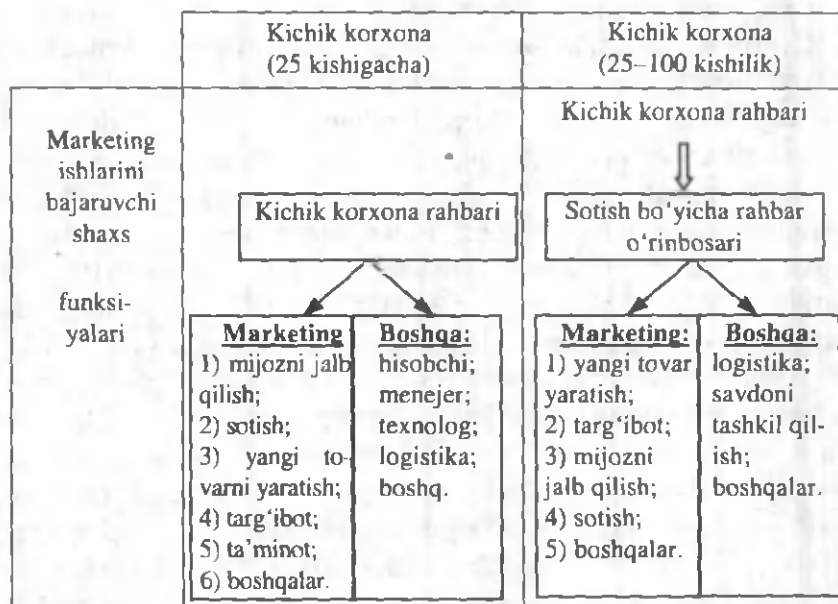 Kichik korxona
(25 kishigacha)
Kichik korxona
(25–100 kishilik)
Marketing
ishlarini
bajaruvchi
shaxs
funksi-
yalari
Kichik korxona rahbari
Marketing
1) mijozni jalb
qilish;
2) sotish;
3) yangi to-
varni yaratish;
4) targ‘ibot;
5) ta’minot;
6) boshqalar.
Boshqa:
hisobchi;
menejer;
texnolog;
logistika;
boshq.
Kichik korxona rahbari
Sotish bo‘yicha rahbar
o‘rinbosari
Marketing:
1) yangi tovar
yaratish;
2) targ‘ibot;
3) mijozni
jalb qilish;
4) sotish;
5) boshqalar.
Boshqa:
logistika;
savdoni
tashkil qil-
ish;
boshqalar.